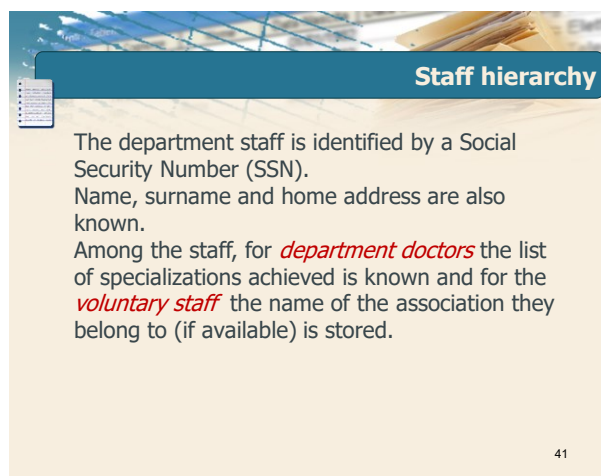 Staff hierarchy
The department staff is identified by a Social
Security Number (SSN).
Name, surname and home address are also
known.
Among the staff, for department doctors the list
of specializations achieved is known and for the
voluntary staff the name of the association they
belong to (if available) is stored.
41